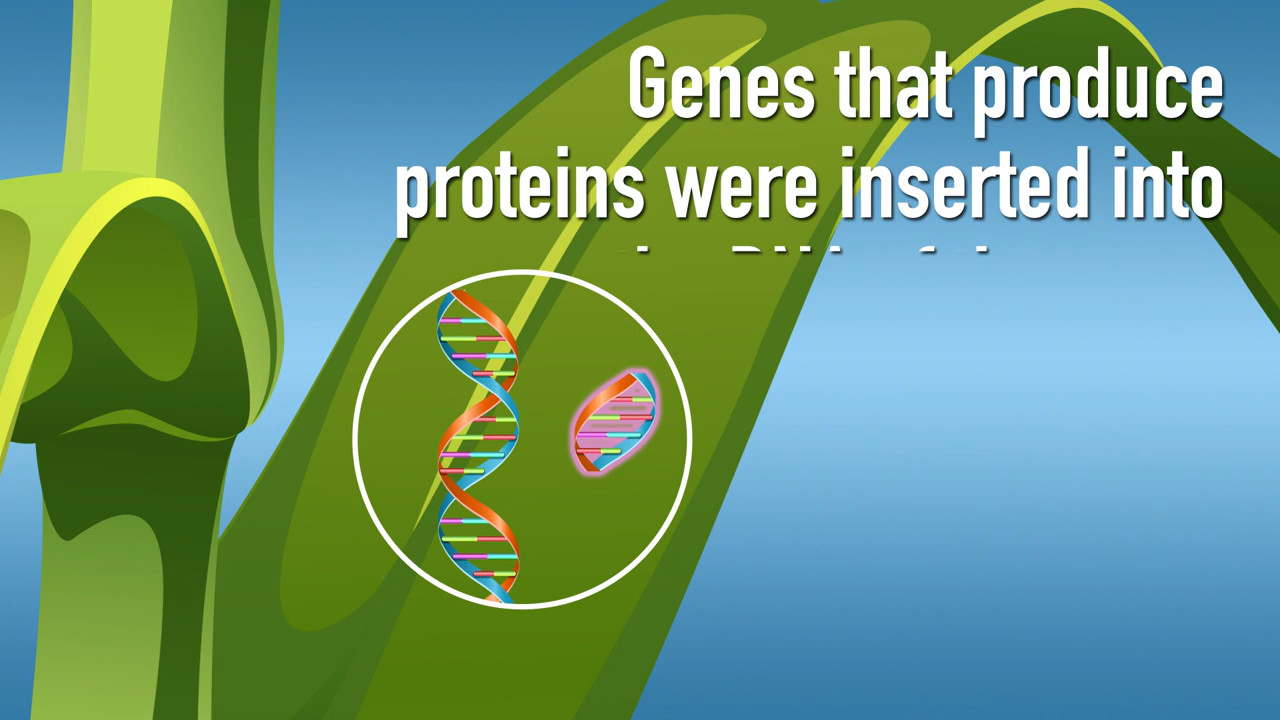 Genes that produce
proteins were inserted into